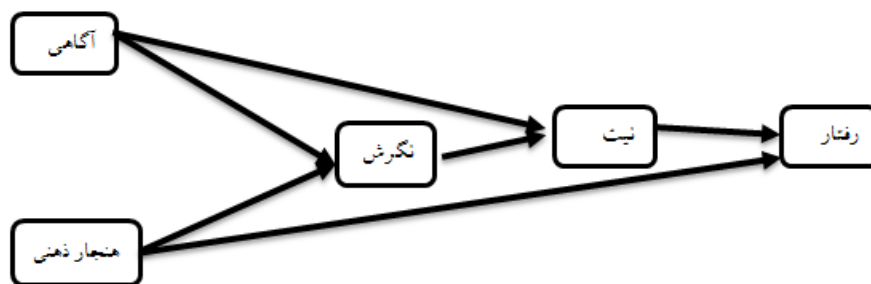 آگاهی
نگرش
نیت
رفتار
هنجار ذهنی